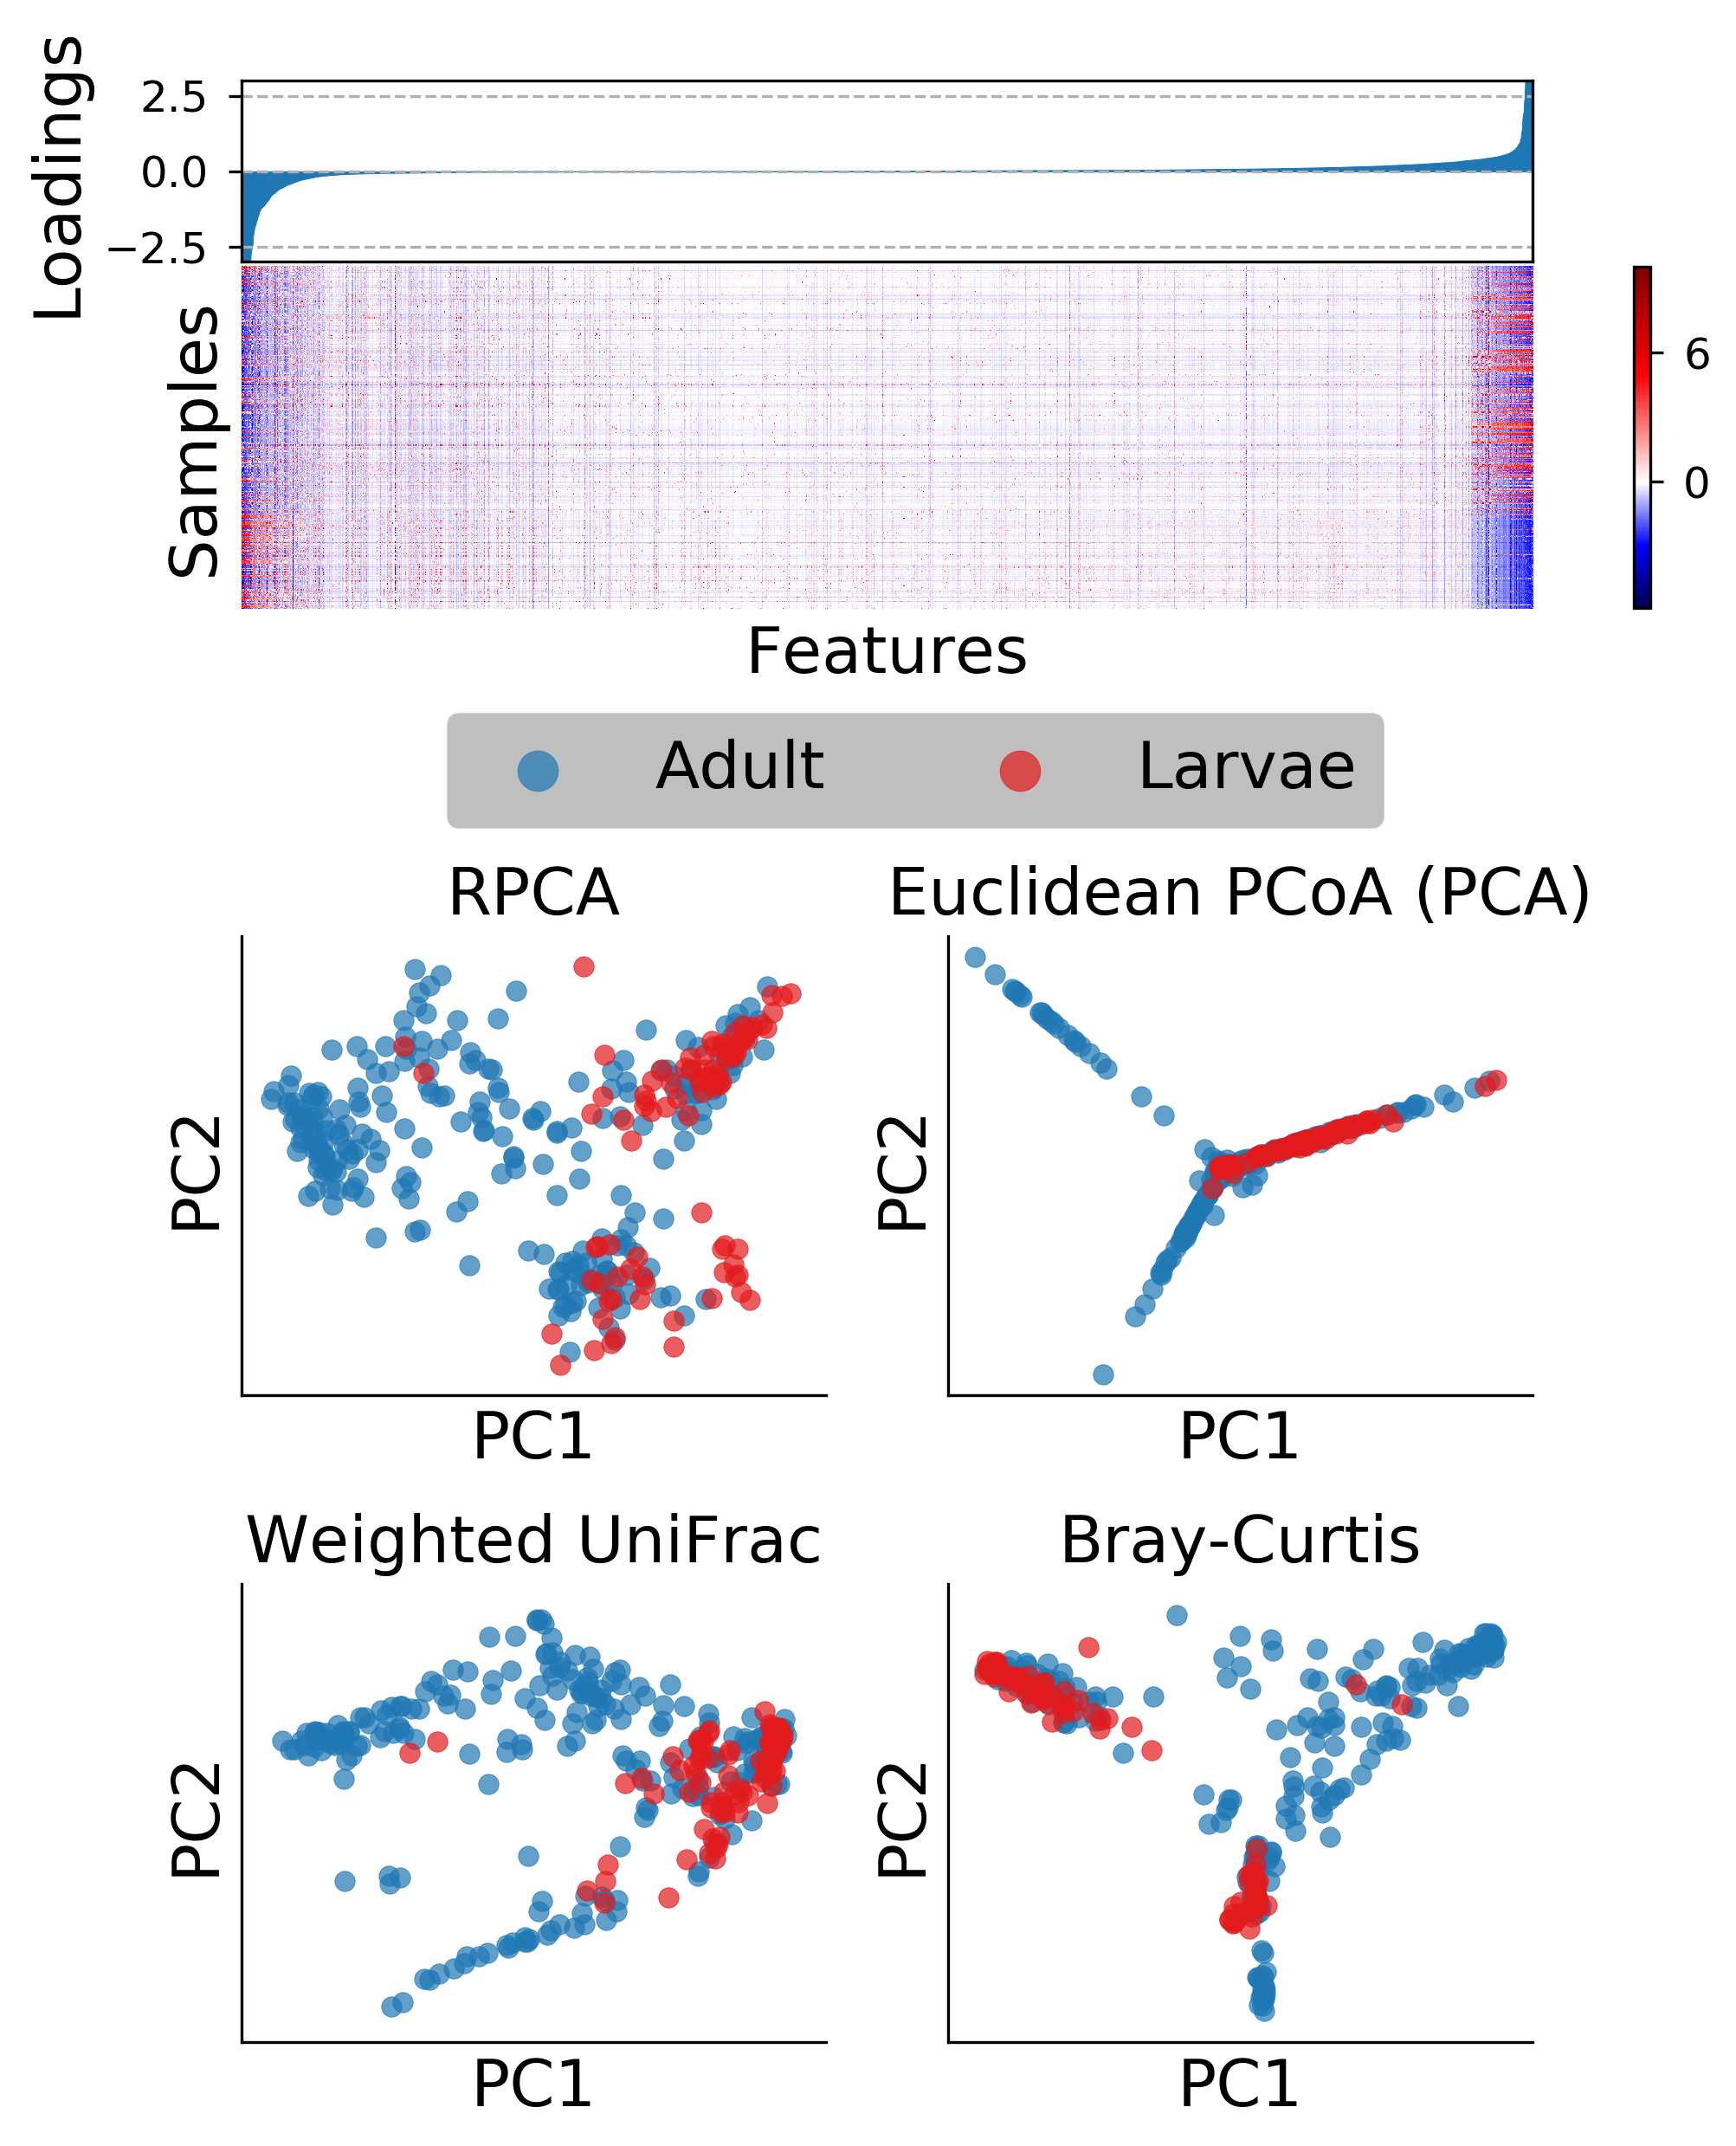 Loadings
2.5
0.0
−2.5
Samples
6
0
Features
Adult Larvae
RPCA
PC2
PC1
Euclidean PCoA (PCA)
PC2
PC1
Weighted UniFrac
PC2
PC1
Bray-Curtis
PC2
PC1